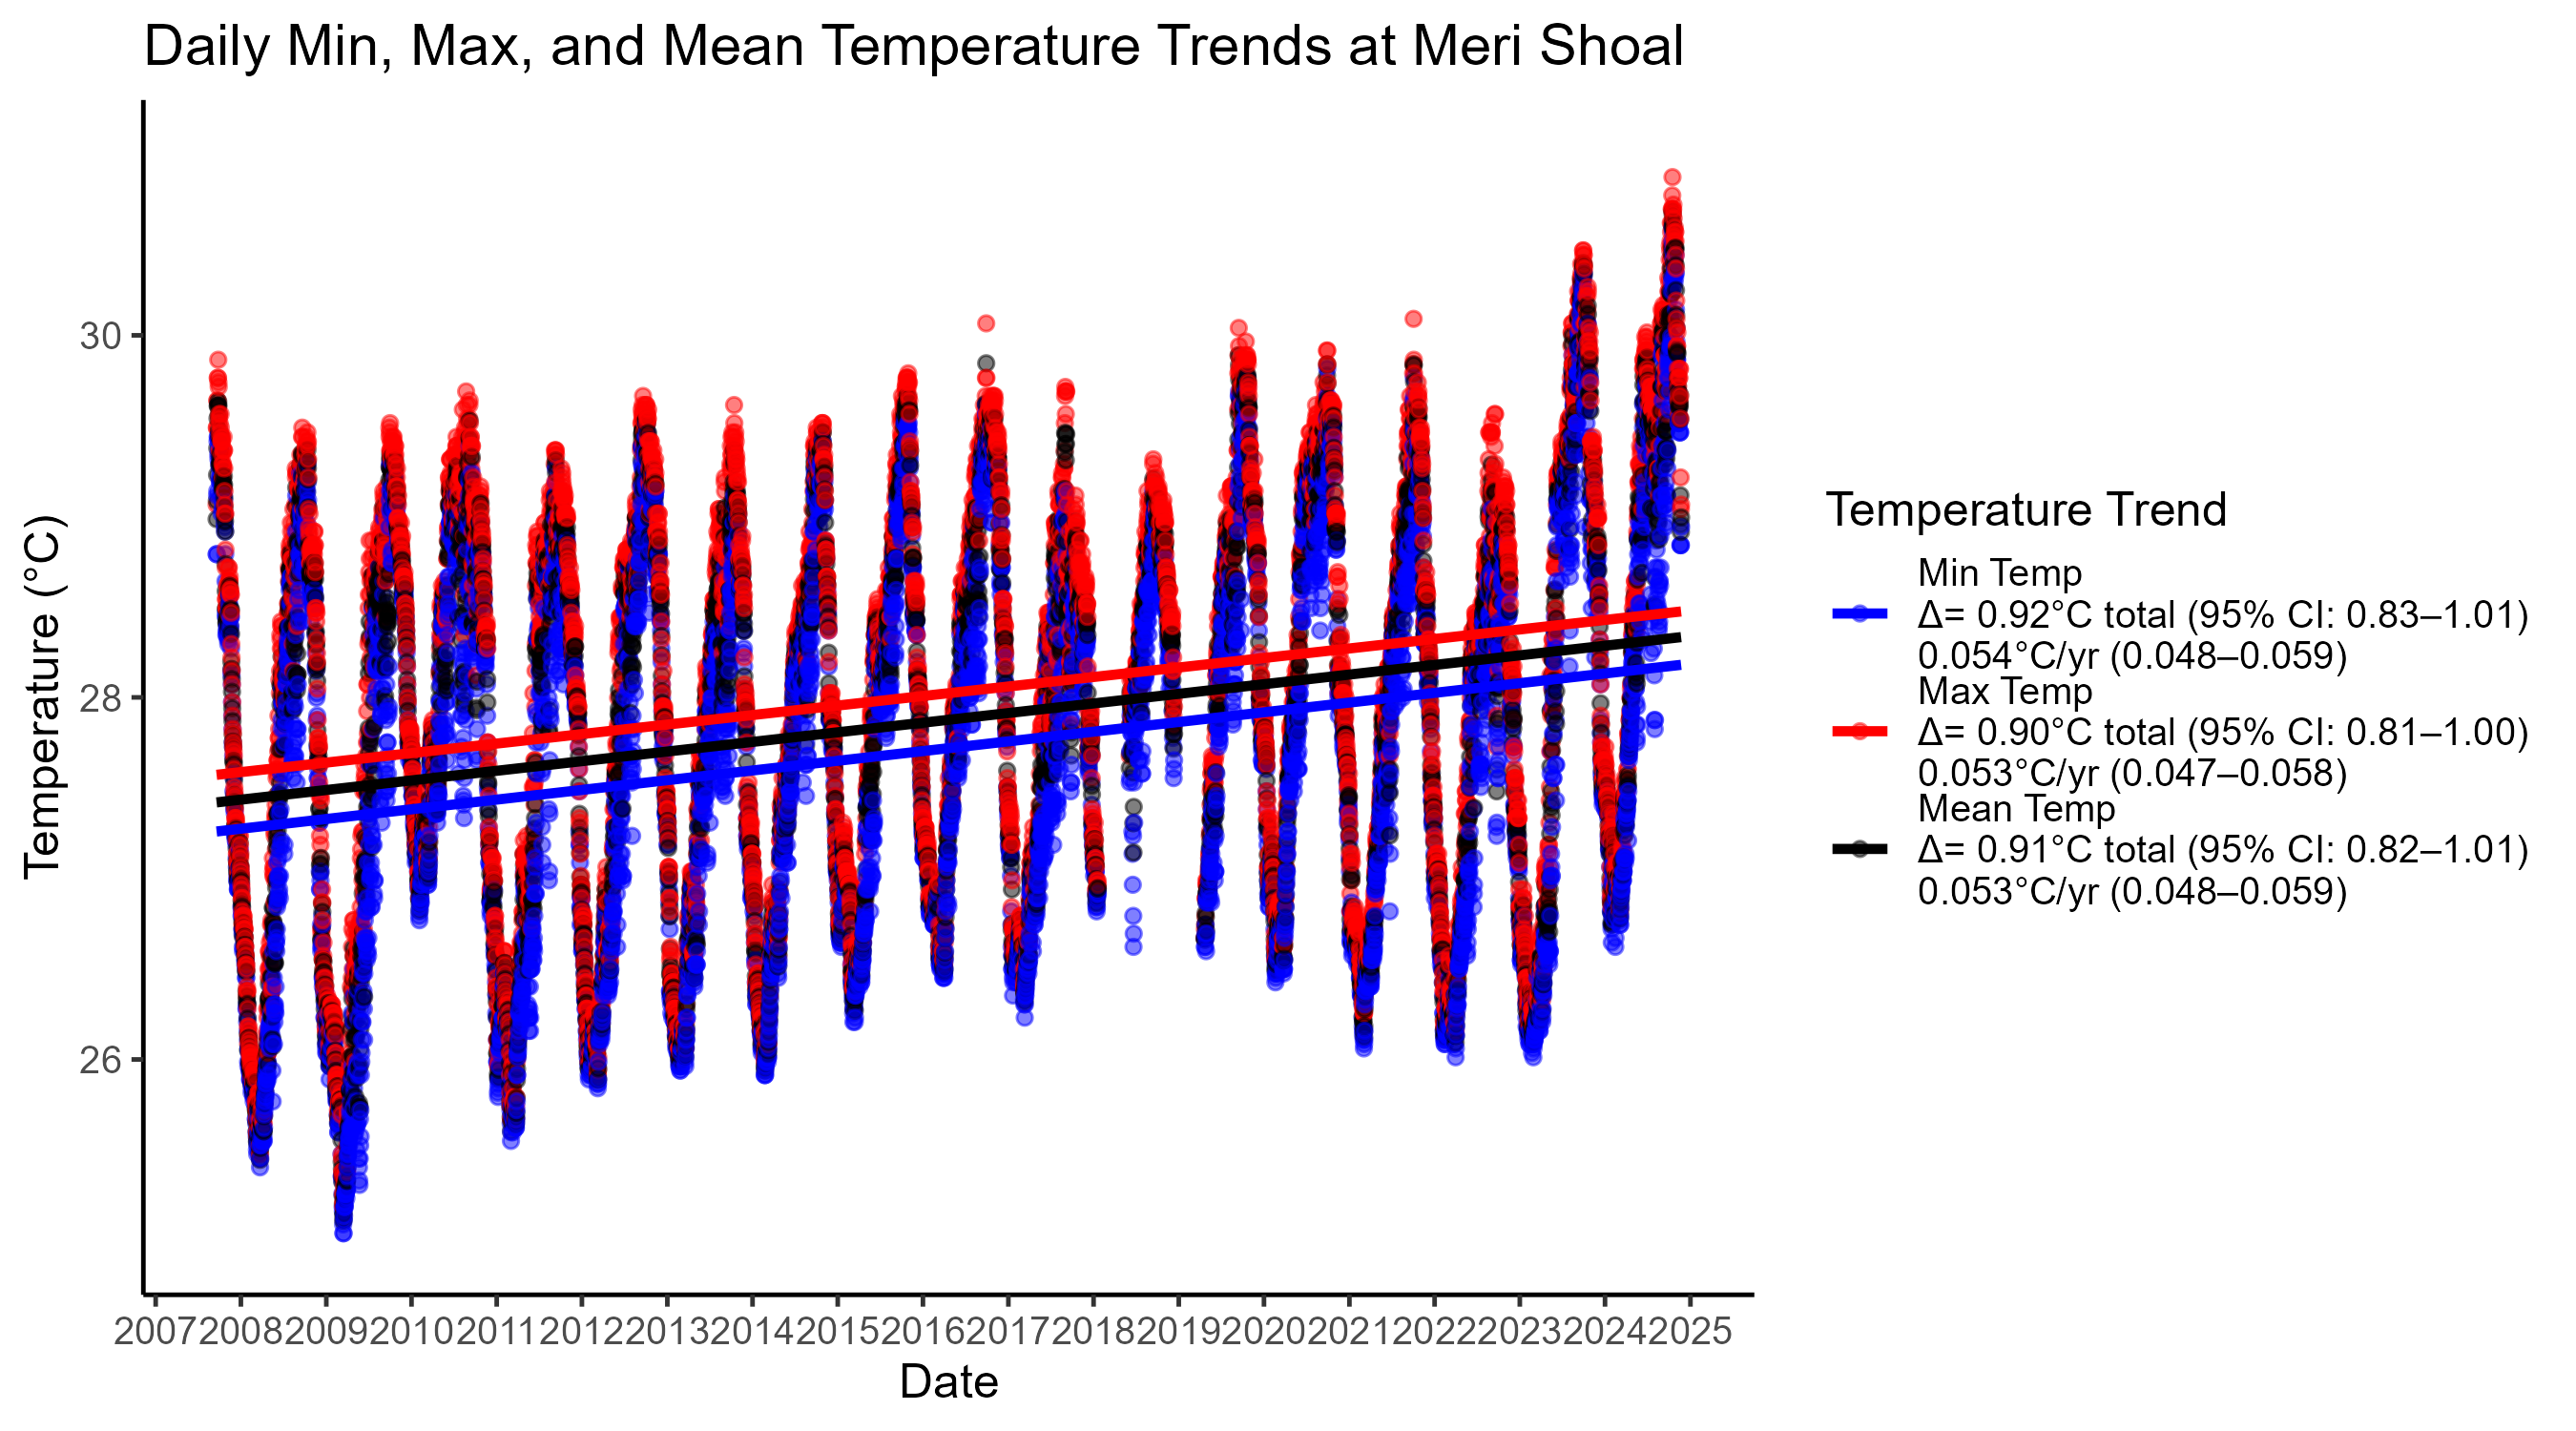 Daily Min, Max, and Mean Temperature Trends at Meri Shoal
Temperature (°C)
30
28
26
2007 2008 2009 2010 2011 2012 2013 2014 2015 2016 2017 2018 2019 2020 2021 2022 2023 2024 2025
Date
Temperature Trend
Min Temp
Δ= 0.92°C total (95% CI: 0.83–1.01)
0.054°C/yr (0.048–0.059)
Max Temp
Δ= 0.90°C total (95% CI: 0.81–1.00)
0.053°C/yr (0.047–0.058)
Mean Temp
Δ= 0.91°C total (95% CI: 0.82–1.01)
0.053°C/yr (0.048–0.059)